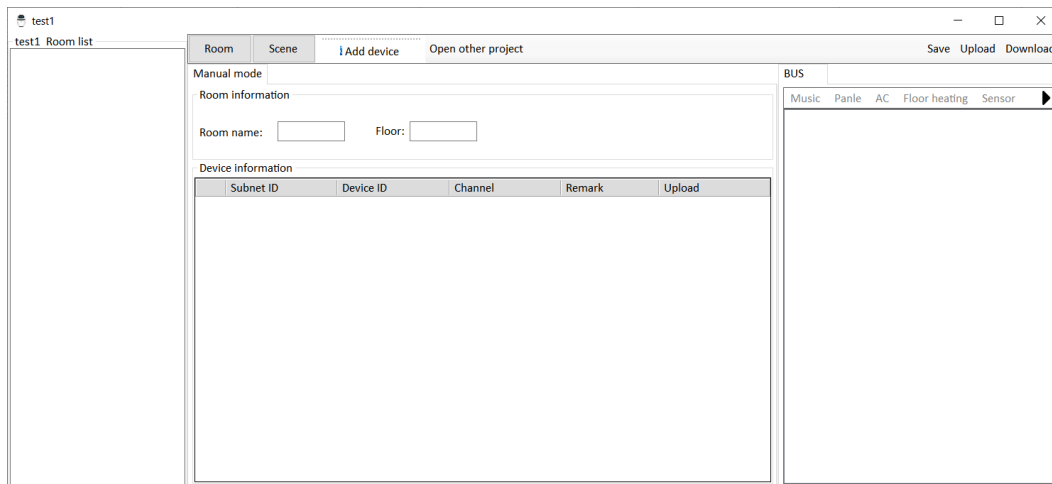 test1
test1 Room list
Room Scene Add device Open other project Save Upload Download
Manual mode
BUS
Room information
Music Panle AC Floor heating Sensor
Room name: Floor:
Device information
Subnet ID Device ID Channel Remark Upload